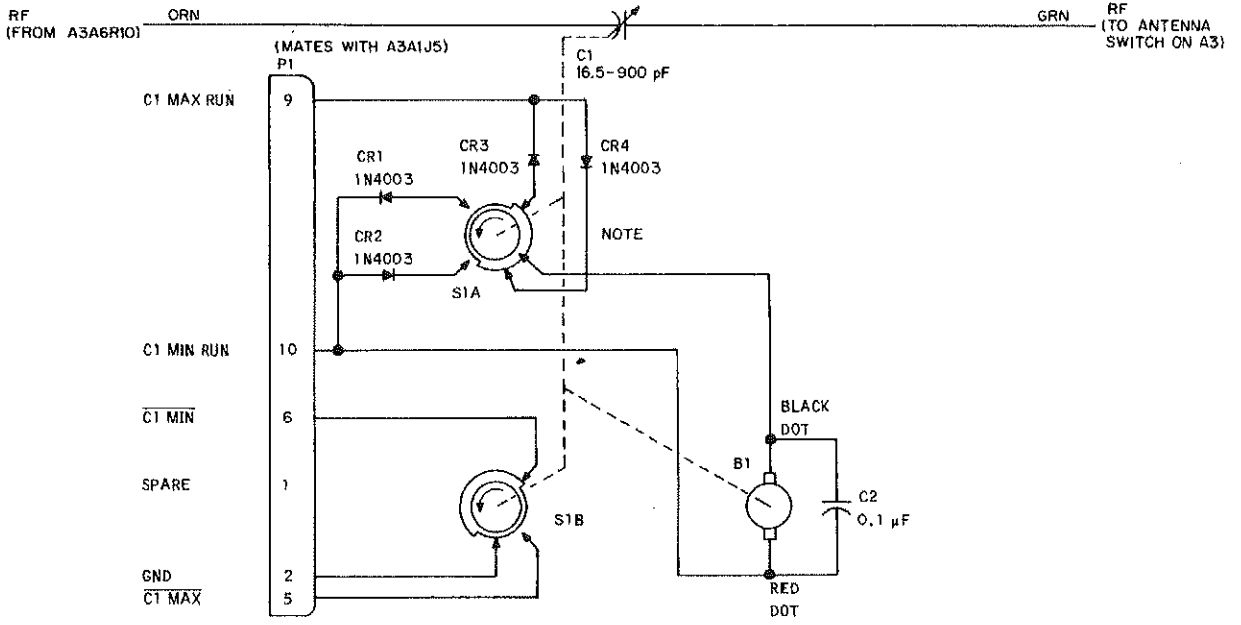 RF
(FROM A3A6R10)
ORN
GRN
RF
(TO ANTENNA
SWITCH ON A3)
(MATES WITH A3A1J5)
P1
C1
16.5-900 pF
C1 MAX RUN
9
CR3
1N4003
CR4
1N4003
CR1
1N4003
CR2
1N4003
NOTE
S1A
C1 MIN RUN
10
C1 MIN
6
BLACK
DOT
SPARE
1
B1
S1B
C2
0.1 µF
GND
2
C1 MAX
5
RED
DOT